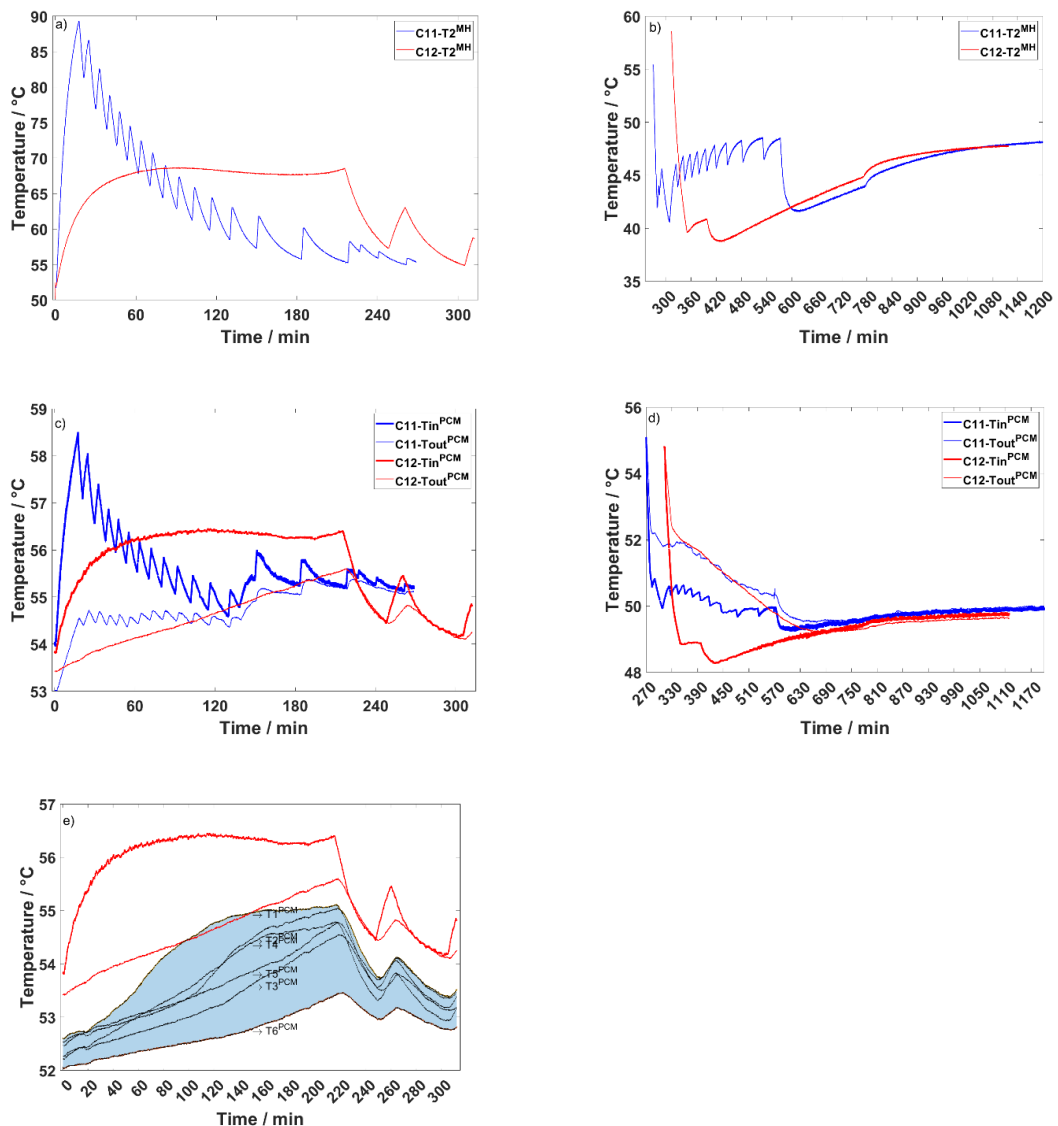 a)
C11-T2^MH
C12-T2^MH
90
85
80
75
70
65
60
55
50
Temperature / °C
0 60 120 180 240 300
Time / min
b)
C11-T2^MH
C12-T2^MH
60
55
50
45
40
35
Temperature / °C
300 360 420 480 540 600 660 720 780 840 900 960 1020 1080 1140 1200
Time / min
c)
C11-Tin^PCM
C11-Tout^PCM
C12-Tin^PCM
C12-Tout^PCM
59
58
57
56
55
54
53
Temperature / °C
0 60 120 180 240 300
Time / min
d)
C11-Tin^PCM
C11-Tout^PCM
C12-Tin^PCM
C12-Tout^PCM
56
54
52
50
48
Temperature / °C
270 330 390 450 510 570 630 690 750 810 870 930 990 1050 1110 1170
Time / min
e)
57
56
55
54
53
52
Temperature / °C
→ T1^PCM
→ T2^PCM
→ T4^PCM
→ T5^PCM
→ T3^PCM
→ T6^PCM
0 20 40 60 80 100 120 140 160 180 200 220 240 260 280 300
Time / min